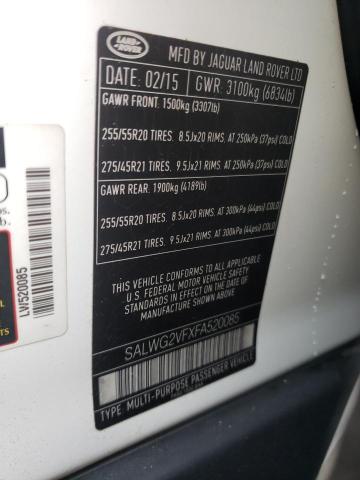 LAND-
ROVER
MFD BY JAGUAR LAND ROVER LTD
DATE: 02/15 GWR: 3100kg (6834lb)
GAWR FRONT: 1500kg (3307lb)
255/55R20 TIRES. 8.5Jx20 RIMS. AT 250kPa (37psi) COLD
275/45R21 TIRES. 9.5Jx21 RIMS. AT 250kPa (37psi) COLD
GAWR REAR: 1900kg (4189lb)
255/55R20 TIRES. 8.5Jx20 RIMS. AT 300kPa (44psi) COLD
275/45R21 TIRES. 9.5Jx21 RIMS. AT 300kPa (44psi) COLD
THIS VEHICLE CONFORMS TO ALL APPLICABLE
U.S. FEDERAL MOTOR VEHICLE SAFETY
STANDARDS IN EFFECT ON THE DATE OF
MANUFACTURE SHOWN ABOVE.
SALWG2VFXFA520085
TYPE: MULTI-PURPOSE PASSENGER VEHICLE
LW520085